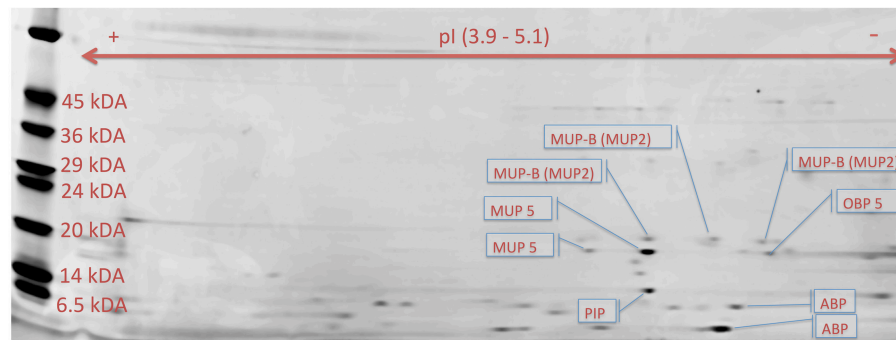 + pI (3.9 - 5.1) -
45 kDA
36 kDA
29 kDA
24 kDA
20 kDA
14 kDA
6.5 kDA
MUP-B (MUP2)
MUP-B (MUP2)
MUP-B (MUP2)
MUP 5
OBP 5
MUP 5
PIP
ABP
ABP